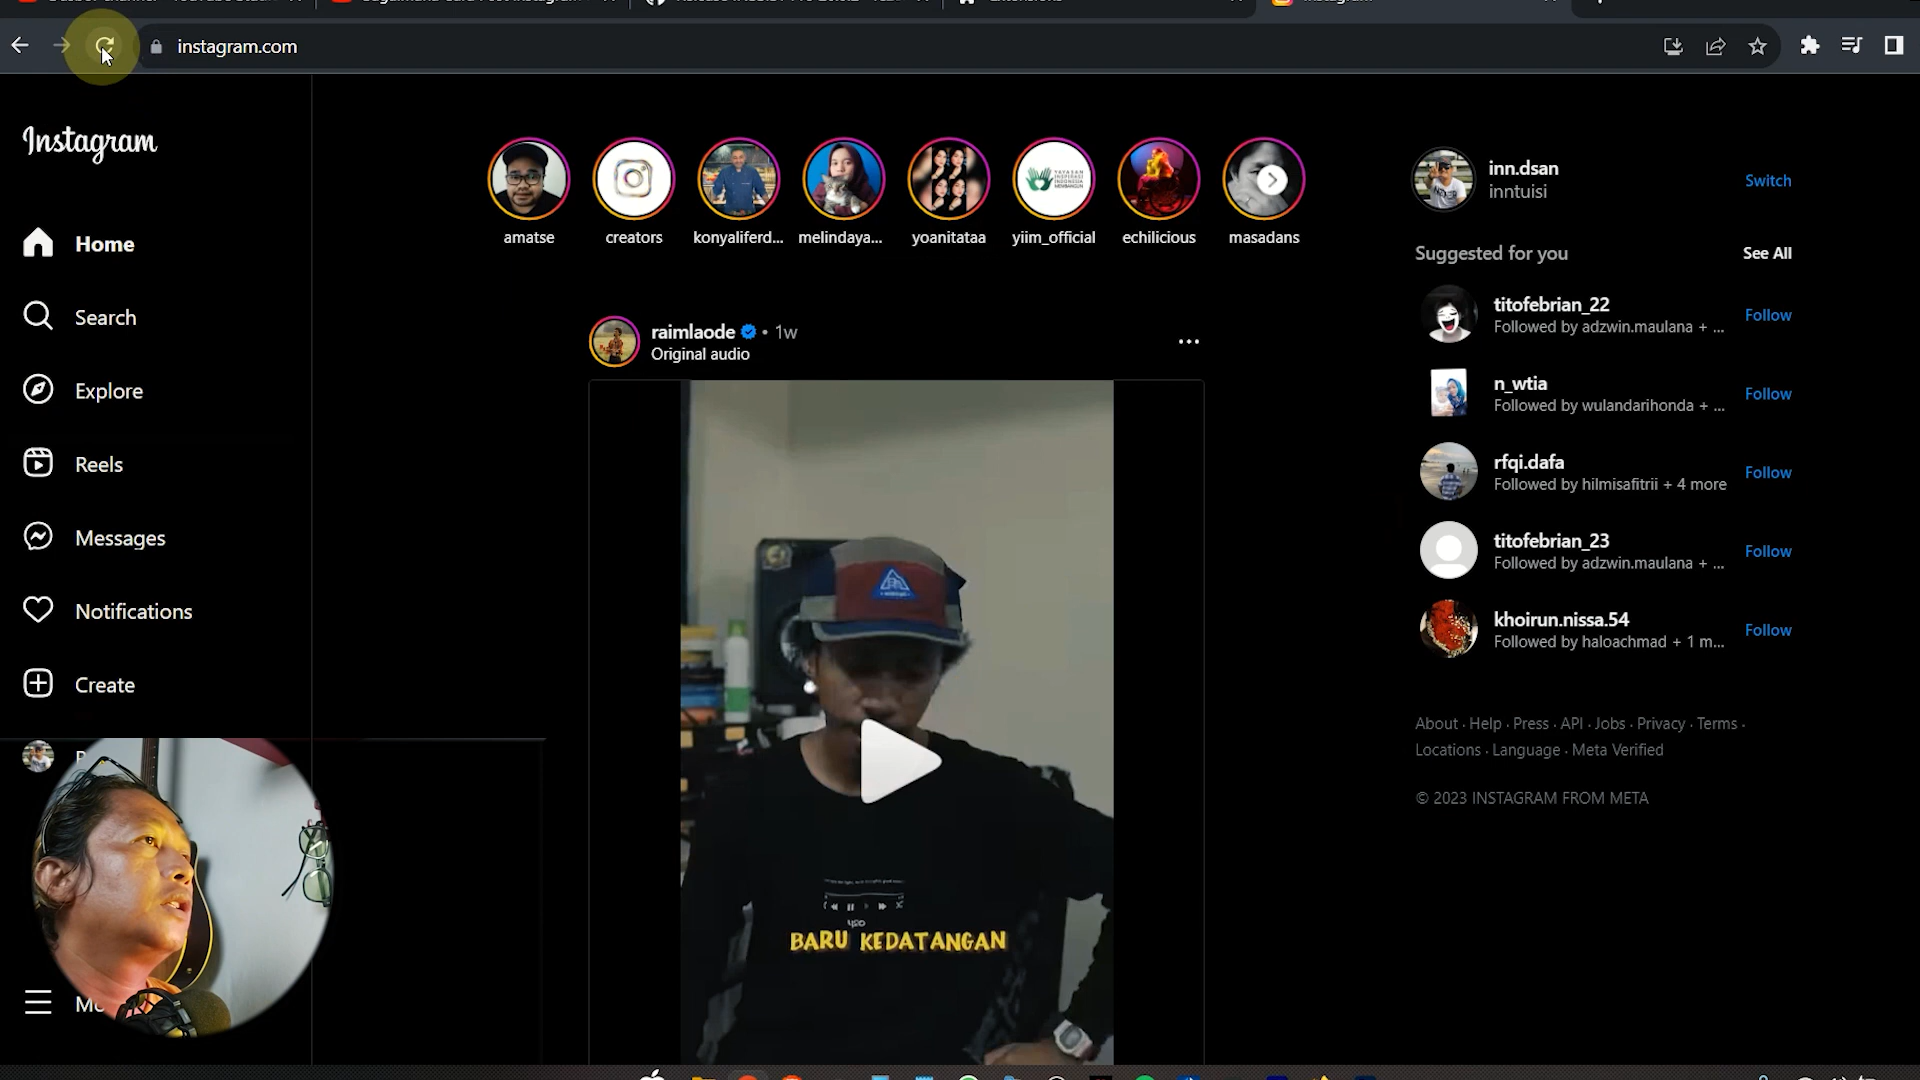 instagram.com
Instagram
Home
Search
Explore
Reels
Messages
Notifications
Create
amatse
creators
konyaliferd...
melindaya...
yoanitataa
yiim_official
echilicious
masadans
raimlaode • 1w
Original audio
BARU KEDATANGAN
inn.dsan
inntuisi
Switch
Suggested for you
See All
titofebrian_22
Followed by adzwin.maulana + ...
Follow
n_wtia
Followed by wulandarihonda + ...
Follow
rfqi.dafa
Followed by hilmisafitrii + 4 more
Follow
titofebrian_23
Followed by adzwin.maulana + ...
Follow
khoirun.nissa.54
Followed by haloachmad + 1 m...
Follow
About · Help · Press · API · Jobs · Privacy · Terms ·
Locations · Language · Meta Verified
© 2023 INSTAGRAM FROM META